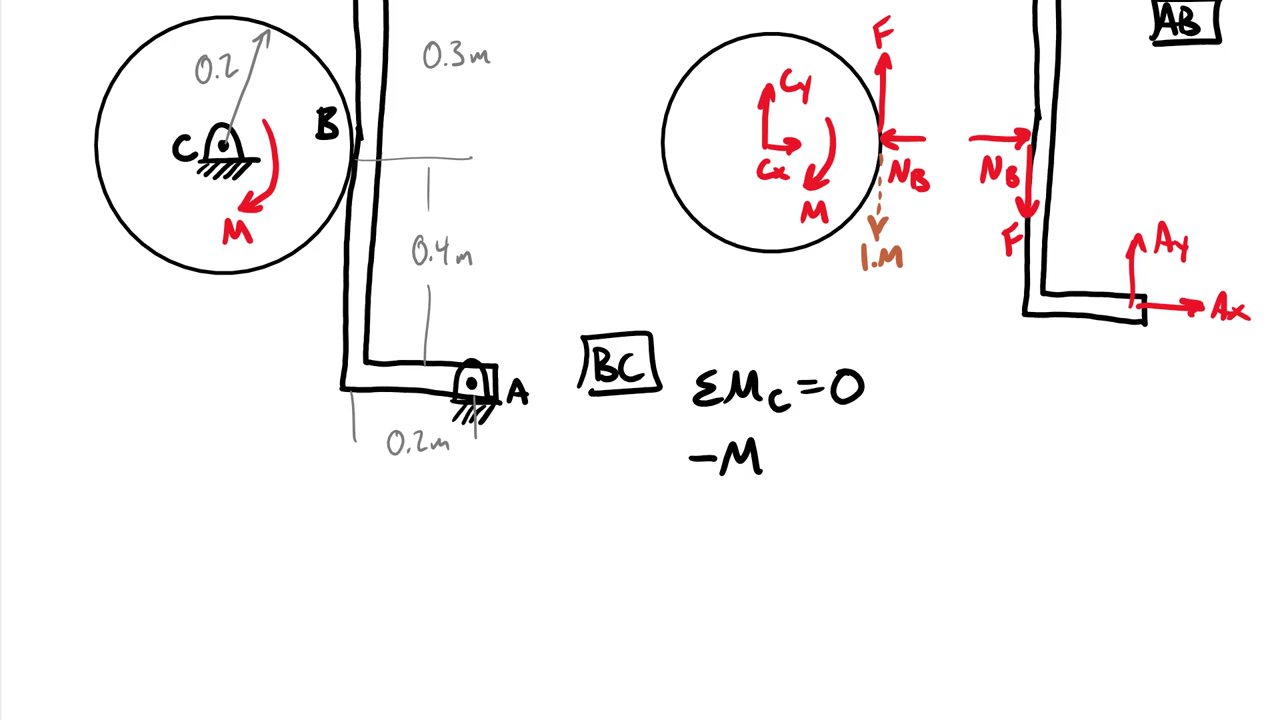 AB
0.3m
0.2
F
Cy
B
C
Cx
NB
NB
M
M
F
1.M
Ay
0.4m
Ax
BC
ΣMC=0
A
0.2m
-M